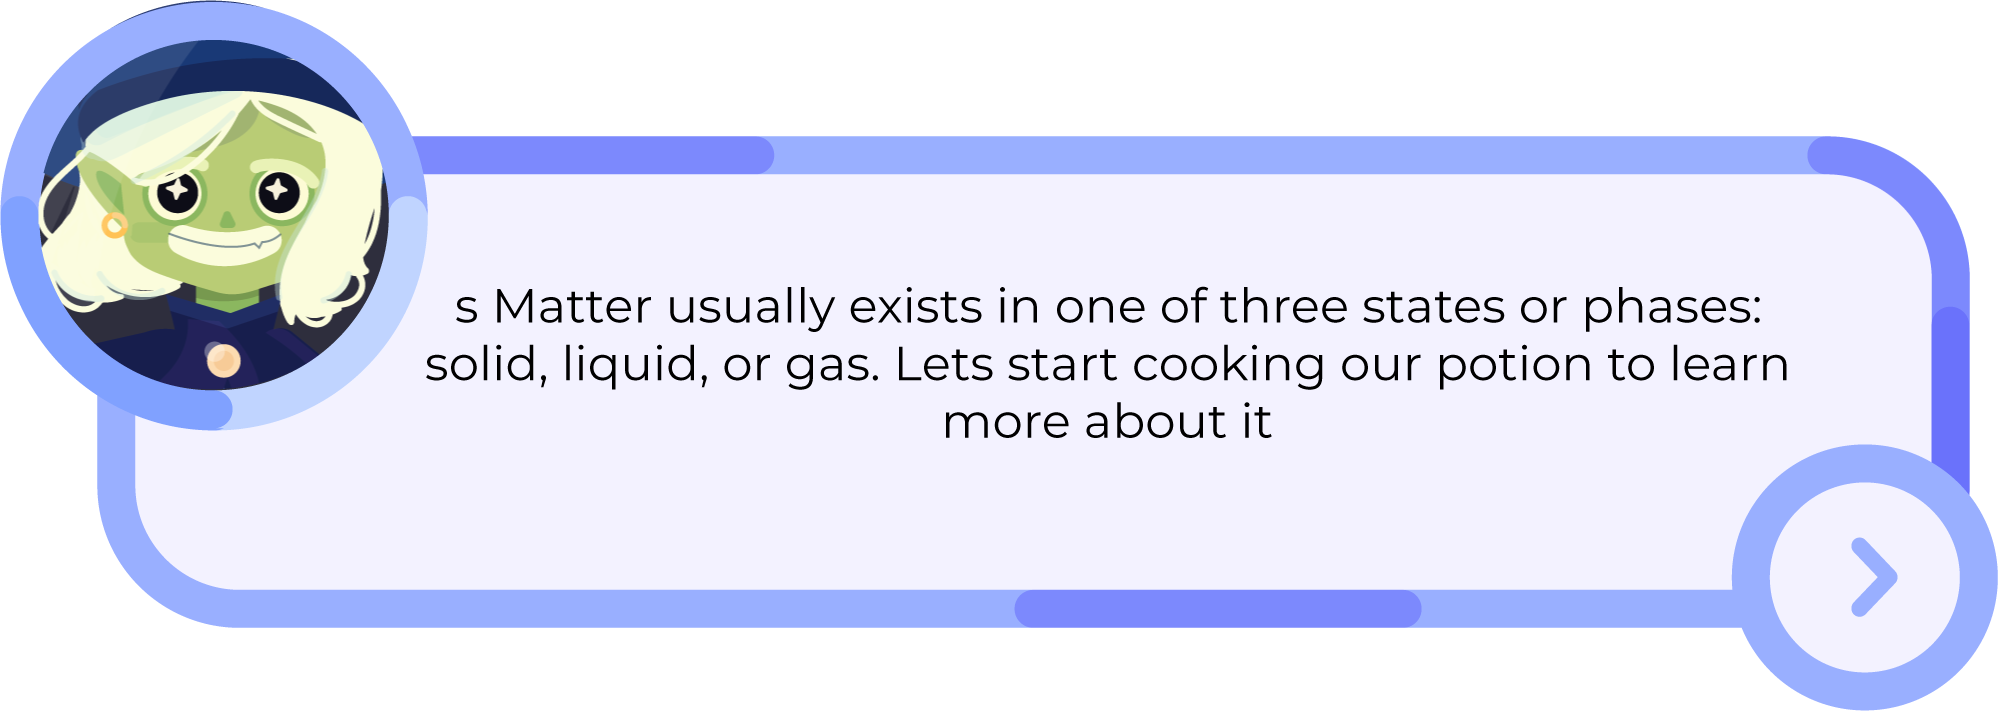 s Matter usually exists in one of three states or phases:
solid, liquid, or gas. Lets start cooking our potion to learn
more about it